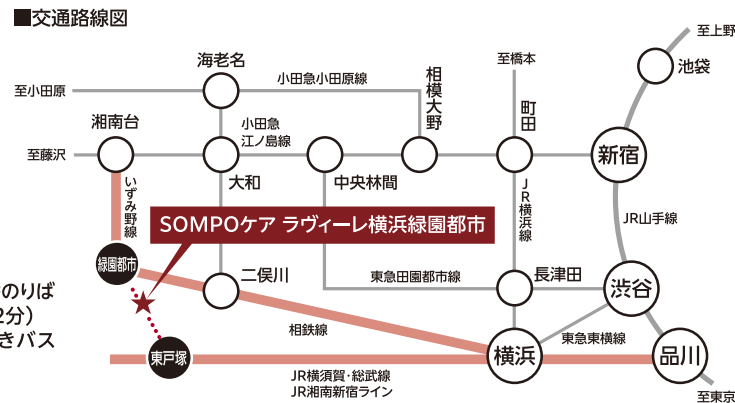 ■交通路線図
至上野
海老名
至橋本
池袋
小田急小田原線
相模大野
至小田原
町田
湘南台
小田急
江ノ島線
新宿
至藤沢
大和
中央林間
いずみ野線
JR横浜線
SOMPOケア ラヴィーレ横浜緑園都市
JR山手線
緑園都市
二俣川
東急田園都市線
長津田
渋谷
のりば
2分）
きバス
相鉄線
東急東横線
東戸塚
横浜
品川
JR横須賀・総武線
JR湘南新宿ライン
至東京